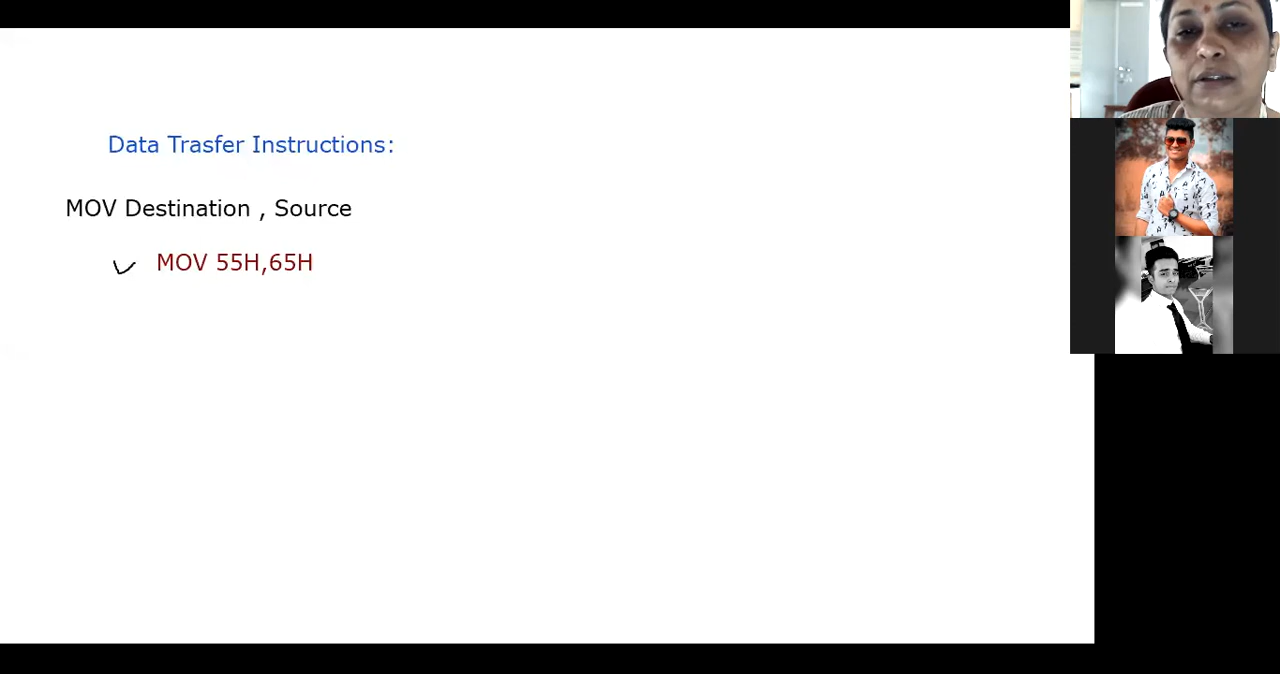 Data Trasfer Instructions:
MOV Destination , Source
MOV 55H,65H